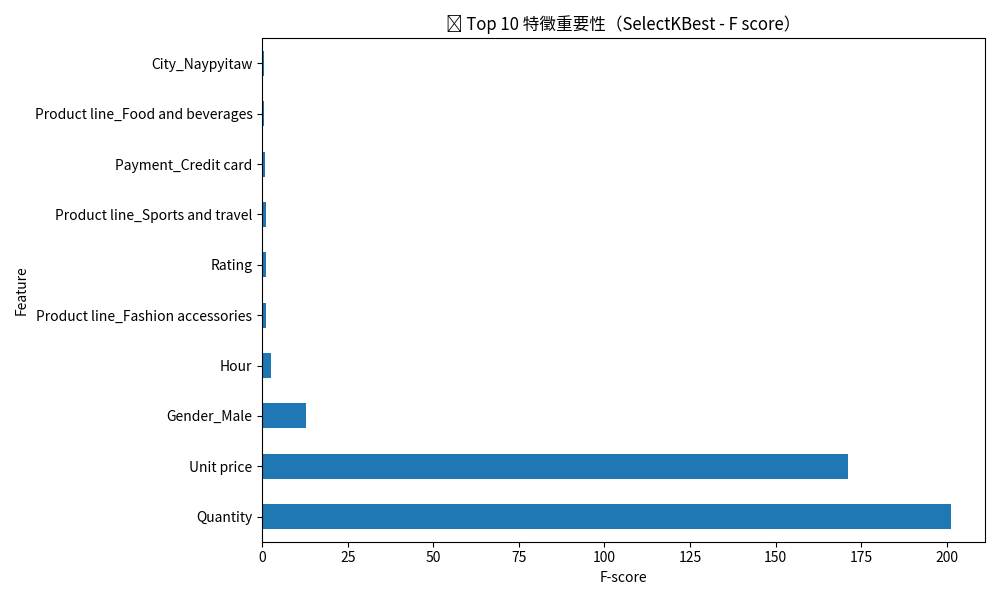 Top 10 特徵重要性（SelectKBest - F score）
City_Naypyitaw
Product line_Food and beverages
Payment_Credit card
Product line_Sports and travel
Rating
Product line_Fashion accessories
Hour
Gender_Male
Unit price
Quantity
Feature
0 25 50 75 100 125 150 175 200
F-score